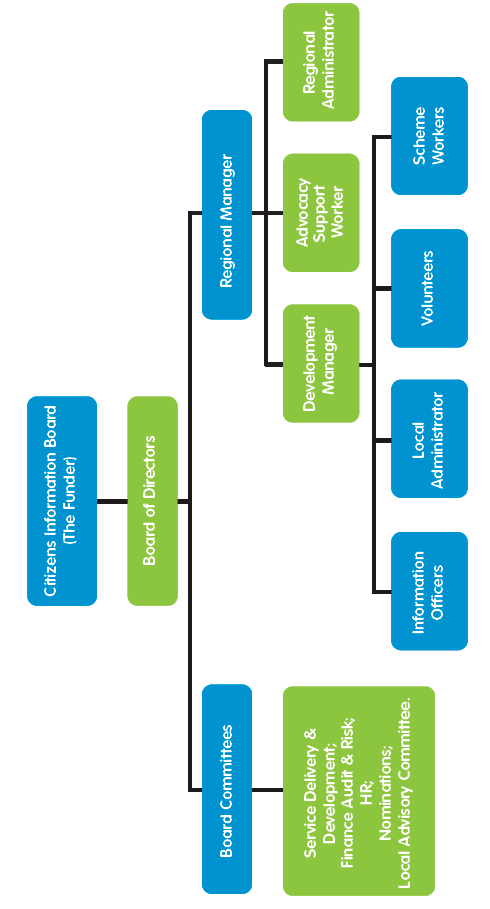 Citizens Information Board
(The Funder)
Board of Directors
Board Committees
Regional Manager
Service Delivery &
Development;
Finance Audit & Risk;
HR;
Nominations;
Local Advisory Committee.
Development
Manager
Advocacy
Support
Worker
Regional
Administrator
Information
Officers
Local
Administrator
Volunteers
Scheme
Workers